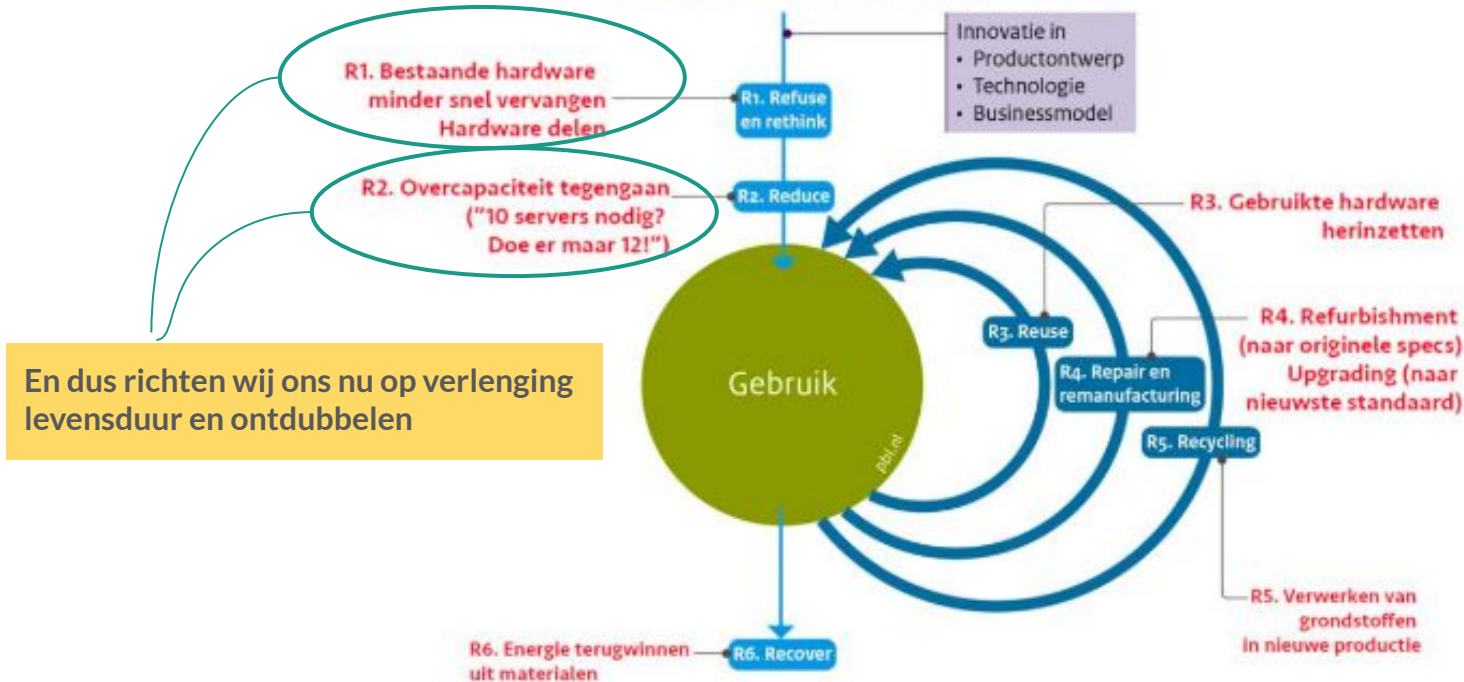 Innovatie in
• Productontwerp
• Technologie
• Businessmodel
R1. Bestaande hardware
minder snel vervangen
Hardware delen
R1. Refuse
en rethink
R2. Overcapaciteit tegengaan
("10 servers nodig?
Doe er maar 12!")
R2. Reduce
R3. Gebruikte hardware
herinzetten
R3. Reuse
R4. Refurbishment
(naar originele specs)
Upgrading (naar
nieuwste standaard)
R4. Repair en
remanufacturing
En dus richten wij ons nu op verlenging
levensduur en ontdubbelen
Gebruik
R5. Recycling
pbl.nl
R5. Verwerken van
grondstoffen
in nieuwe productie
R6. Energie terugwinnen
uit materialen
R6. Recover